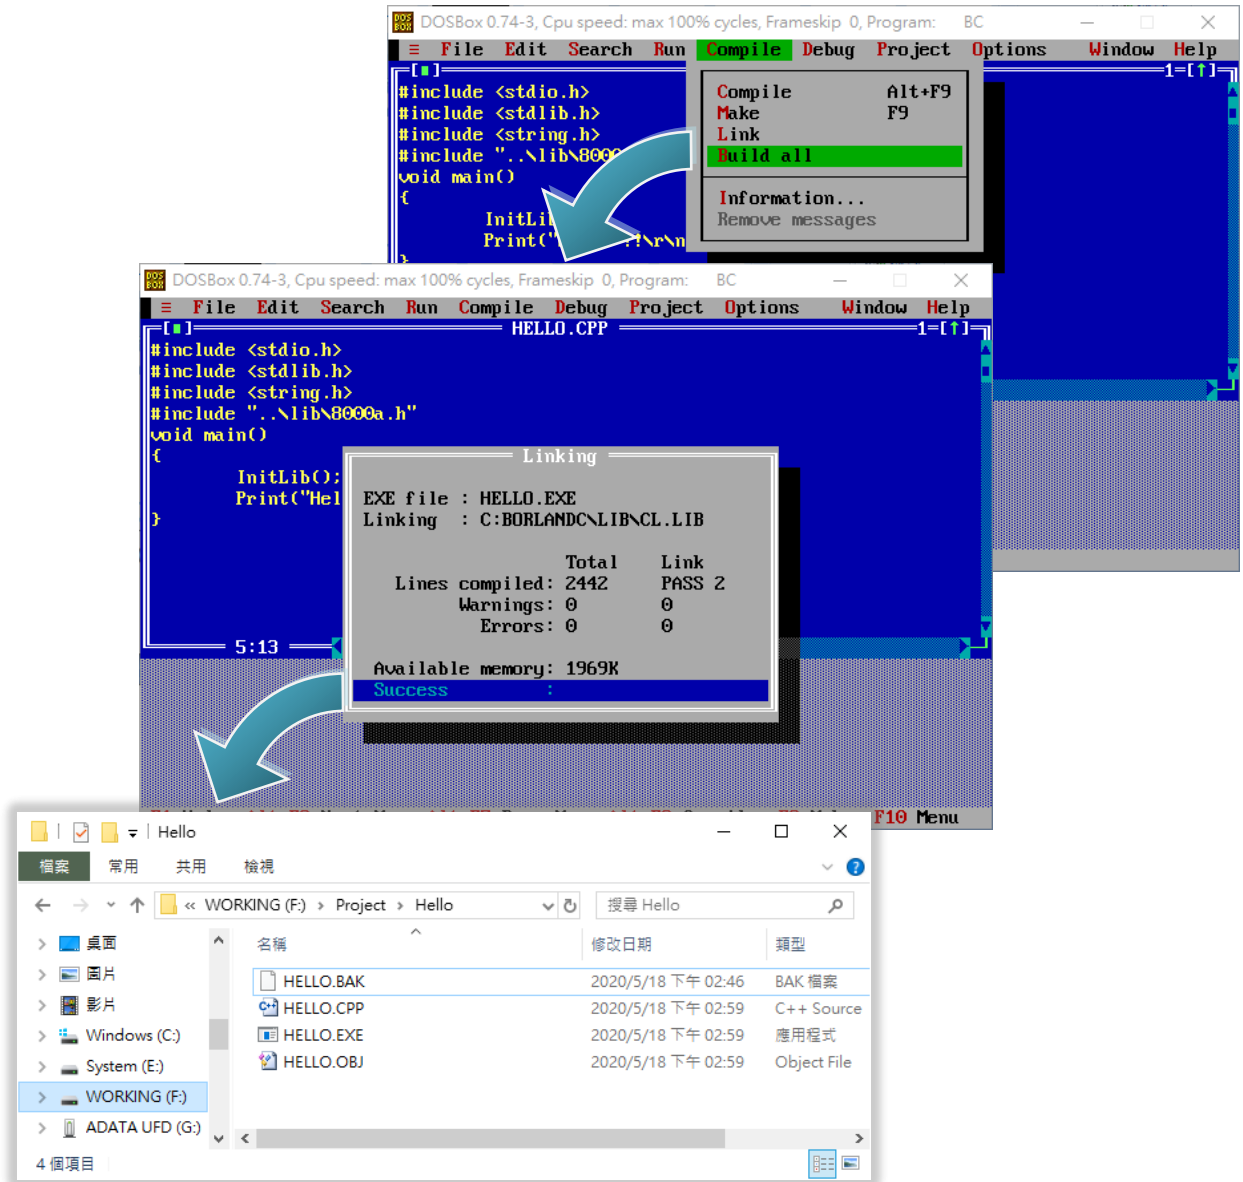 DOSBox 0.74-3, Cpu speed: max 100% cycles, Frameskip 0, Program: BC
≡ File Edit Search Run Compile Debug Project Options Window Help
1=[↑]
#include <stdio.h>
#include <stdlib.h>
#include <string.h>
#include "..\lib\8000
void main()
{
InitLi
Print(" !!\r\n
}
Compile Alt+F9
Make F9
Link
Build all
Information...
Remove messages
DOSBox 0.74-3, Cpu speed: max 100% cycles, Frameskip 0, Program: BC
≡ File Edit Search Run Compile Debug Project Options Window Help
HELLO.CPP 1=[↑]
#include <stdio.h>
#include <stdlib.h>
#include <string.h>
#include "..\lib\8000a.h"
void main()
{
InitLib();
Print("Hel
}
5:13
Linking
EXE file : HELLO.EXE
Linking : C:BORLANDC\LIB\CL.LIB
Total Link
Lines compiled: 2442 PASS 2
Warnings: 0 0
Errors: 0 0
Available memory: 1969K
Success :
F10 Menu
Hello
檔案 常用 共用 檢視
« WORKING (F:) › Project › Hello
搜尋 Hello
桌面
圖片
影片
Windows (C:)
System (E:)
WORKING (F:)
ADATA UFD (G:)
名稱 修改日期 類型
HELLO.BAK 2020/5/18 下午 02:46 BAK 檔案
HELLO.CPP 2020/5/18 下午 02:59 C++ Source
HELLO.EXE 2020/5/18 下午 02:59 應用程式
HELLO.OBJ 2020/5/18 下午 02:59 Object File
4 個項目